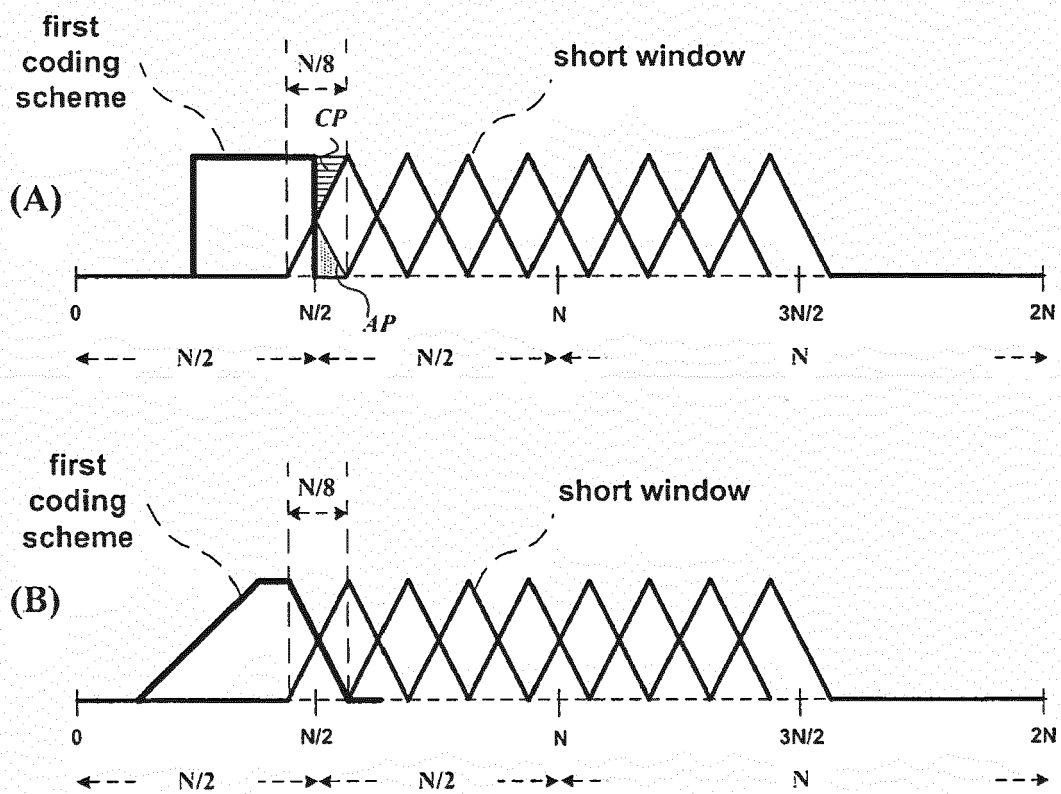 first
coding
scheme
N/8
CP
short window
(A)
AP
0 N/2 N 3N/2 2N
N/2 N/2 N
first
coding
scheme
N/8
short window
(B)
0 N/2 N 3N/2 2N
N/2 N/2 N